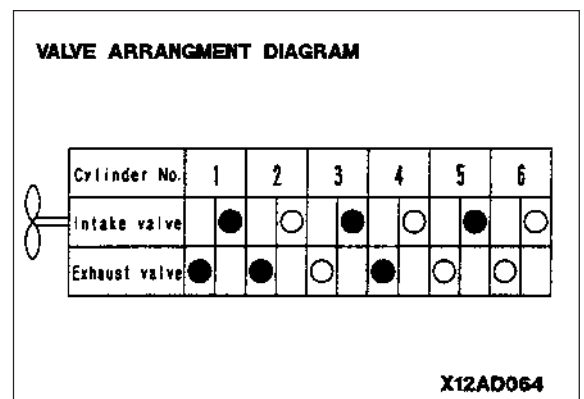 VALVE ARRANGMENT DIAGRAM
Cylinder No. 1 2 3 4 5 6
Intake valve
Exhaust valve
X12AD064